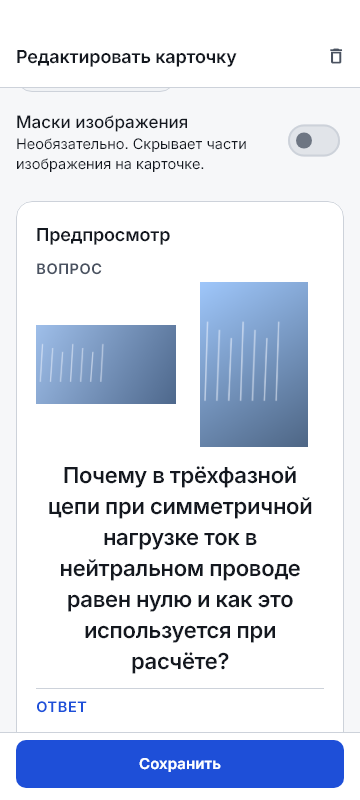 Редактировать карточку
Маски изображения
Необязательно. Скрывает части
изображения на карточке.
Предпросмотр
ВОПРОС
Почему в трёхфазной
цепи при симметричной
нагрузке ток в
нейтральном проводе
равен нулю и как это
используется при
расчёте?
ОТВЕТ
Сохранить